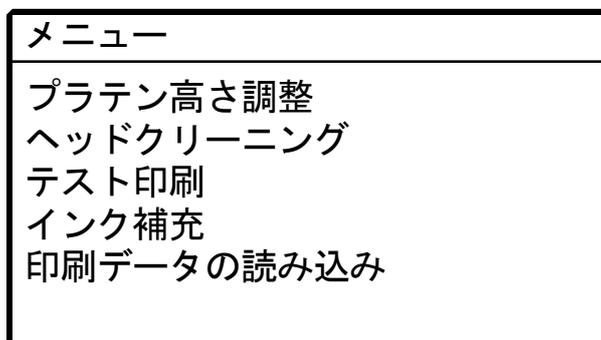 メニュー
プラテン高さ調整
ヘッドクリーニング
テスト印刷
インク補充
印刷データの読み込み